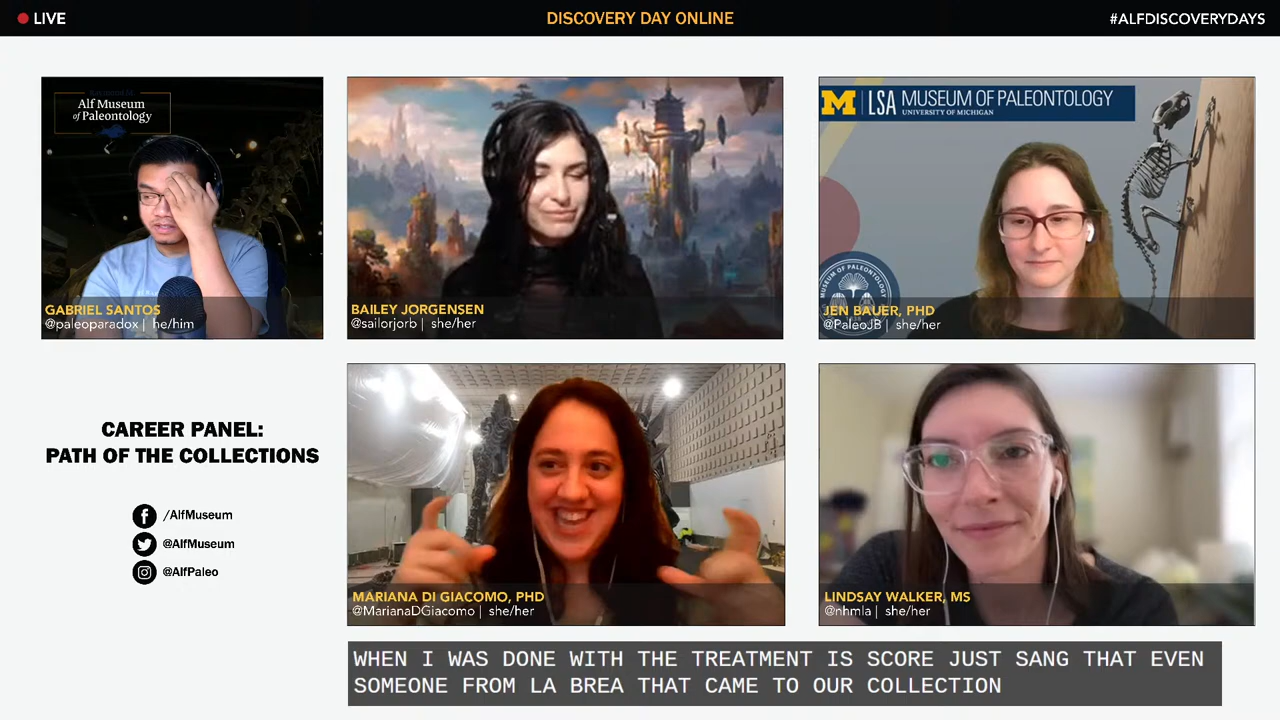 LIVE
DISCOVERY DAY ONLINE
#ALFDISCOVERYDAYS
Alf Museum
of Paleontology
GABRIEL SANTOS
@paleoparadox | he/him
BAILEY JORGENSEN
@sailorjorb | she/her
M | LSA MUSEUM OF PALEONTOLOGY
UNIVERSITY OF MICHIGAN
MUSEUM OF PALEONTOLOGY
JEN BAUER, PHD
@PaleoJB | she/her
CAREER PANEL:
PATH OF THE COLLECTIONS
/AlfMuseum
@AlfMuseum
@AlfPaleo
MARIANA DI GIACOMO, PHD
@MarianaDGiacomo | she/her
LINDSAY WALKER, MS
@nhmla | she/her
WHEN I WAS DONE WITH THE TREATMENT IS SCORE JUST SANG THAT EVEN
SOMEONE FROM LA BREA THAT CAME TO OUR COLLECTION